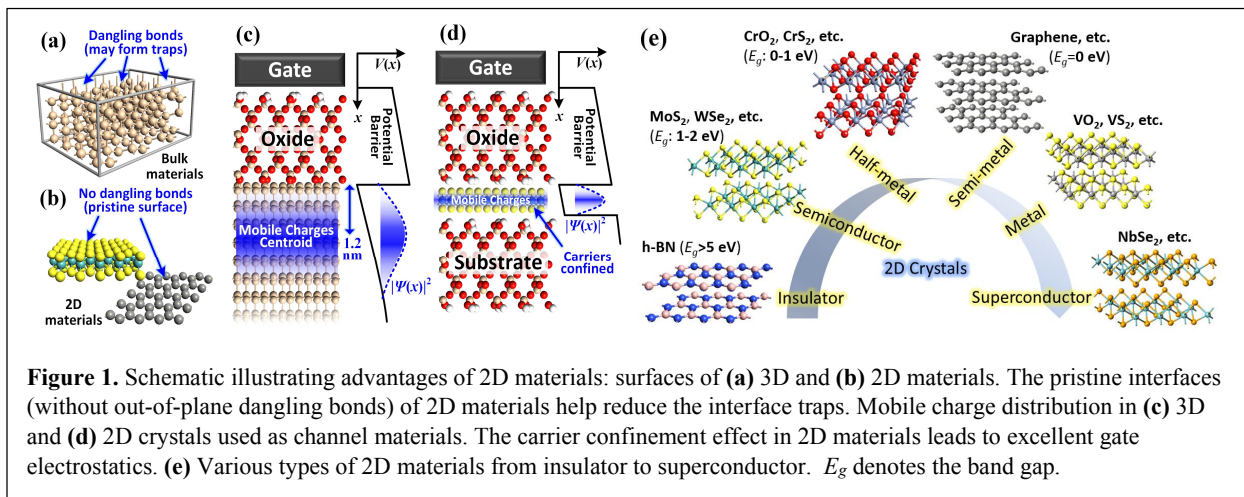 (a)
Dangling bonds
(may form traps)
Bulk
materials
(b)
No dangling bonds
(pristine surface)
2D
materials
(c)
Gate
V(x)
x
Oxide
Potential
Barrier
Mobile Charges
Centroid
1.2
nm
|Ψ(x)|²
(d)
Gate
V(x)
x
Oxide
Potential
Barrier
Mobile Charges
|Ψ(x)|²
Carriers
confined
Substrate
(e)
CrO₂, CrS₂, etc.
(E_g: 0-1 eV)
Graphene, etc.
(E_g=0 eV)
MoS₂, WSe₂, etc.
(E_g: 1-2 eV)
VO₂, VS₂, etc.
Half-metal
Semi-metal
Semiconductor
Metal
h-BN (E_g>5 eV)
NbSe₂, etc.
2D Crystals
Insulator
Superconductor
Figure 1. Schematic illustrating advantages of 2D materials: surfaces of (a) 3D and (b) 2D materials. The pristine interfaces
(without out-of-plane dangling bonds) of 2D materials help reduce the interface traps. Mobile charge distribution in (c) 3D
and (d) 2D crystals used as channel materials. The carrier confinement effect in 2D materials leads to excellent gate
electrostatics. (e) Various types of 2D materials from insulator to superconductor. E_g denotes the band gap.